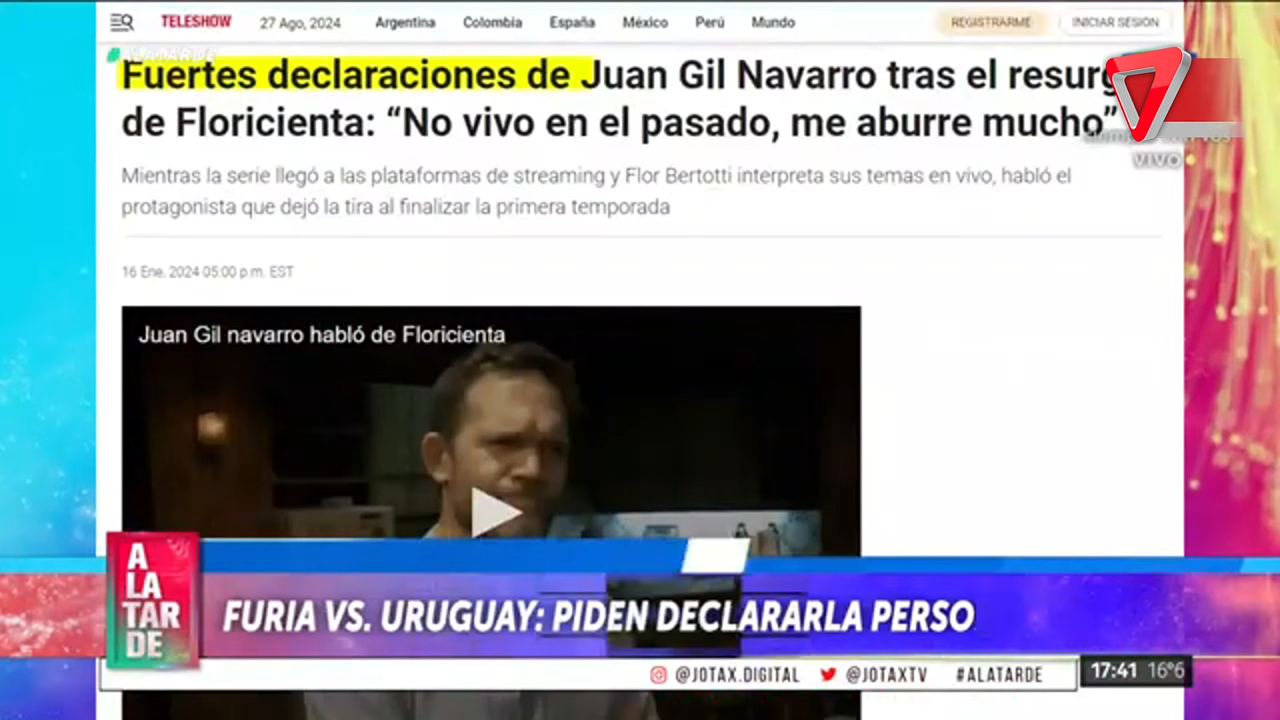 TELESHOW 27 Ago, 2024 Argentina Colombia España México Perú Mundo REGISTRARME INICIAR SESION
#ALATARDE
Fuertes declaraciones de Juan Gil Navarro tras el resurg
de Floricienta: “No vivo en el pasado, me aburre mucho”
VIVO
Mientras la serie llegó a las plataformas de streaming y Flor Bertotti interpreta sus temas en vivo, habló el
protagonista que dejó la tira al finalizar la primera temporada
16 Ene. 2024 05:00 p.m. EST
Juan Gil navarro habló de Floricienta
A
LA
TAR
DE
FURIA VS. URUGUAY: PIDEN DECLARARLA PERSO
@JOTAX.DIGITAL @JOTAXTV #ALATARDE
17:41 16°6